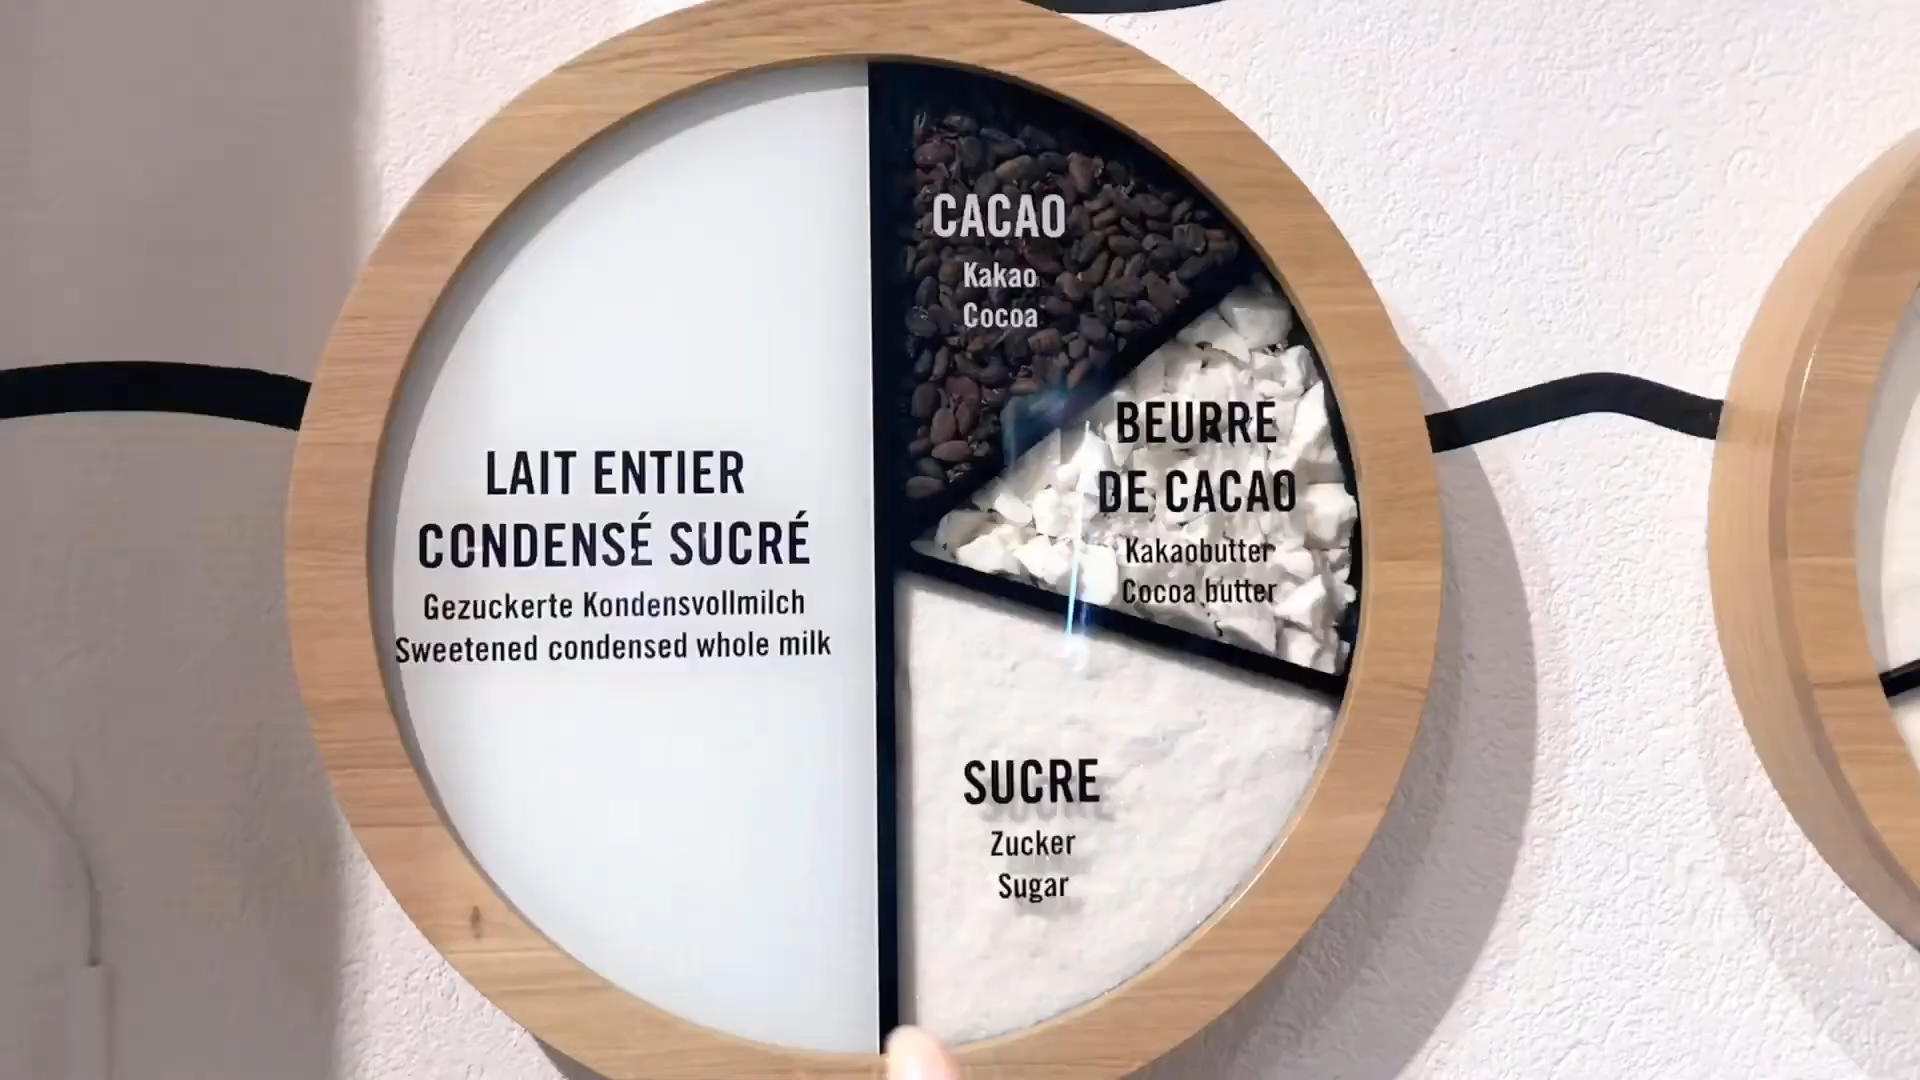 LAIT ENTIER
CONDENSÉ SUCRÉ
Gezuckerte Kondensvollmilch
Sweetened condensed whole milk
CACAO
Kakao
Cocoa
BEURRE
DE CACAO
Kakaobutter
Cocoa butter
SUCRE
Zucker
Sugar